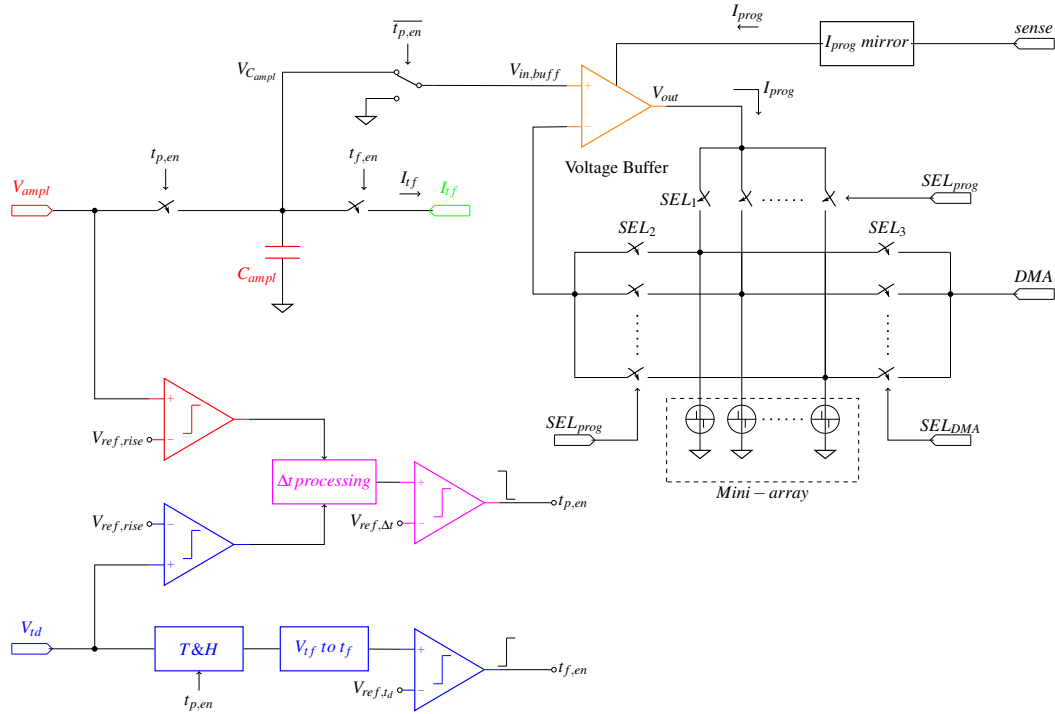 I_prog
I_prog mirror
sense
t_p,en
V_C_ampl
V_in,buff
V_out
I_prog
Voltage Buffer
t_p,en
t_f,en
I_tf
V_ampl
I_tf
SEL_1
SEL_prog
C_ampl
SEL_2
SEL_3
DMA
V_ref,rise
SEL_prog
SEL_DMA
Mini-array
Δt processing
V_ref,Δt
t_p,en
V_ref,rise
V_td
T&H
V_tf to t_f
t_p,en
V_ref,t_d
t_f,en